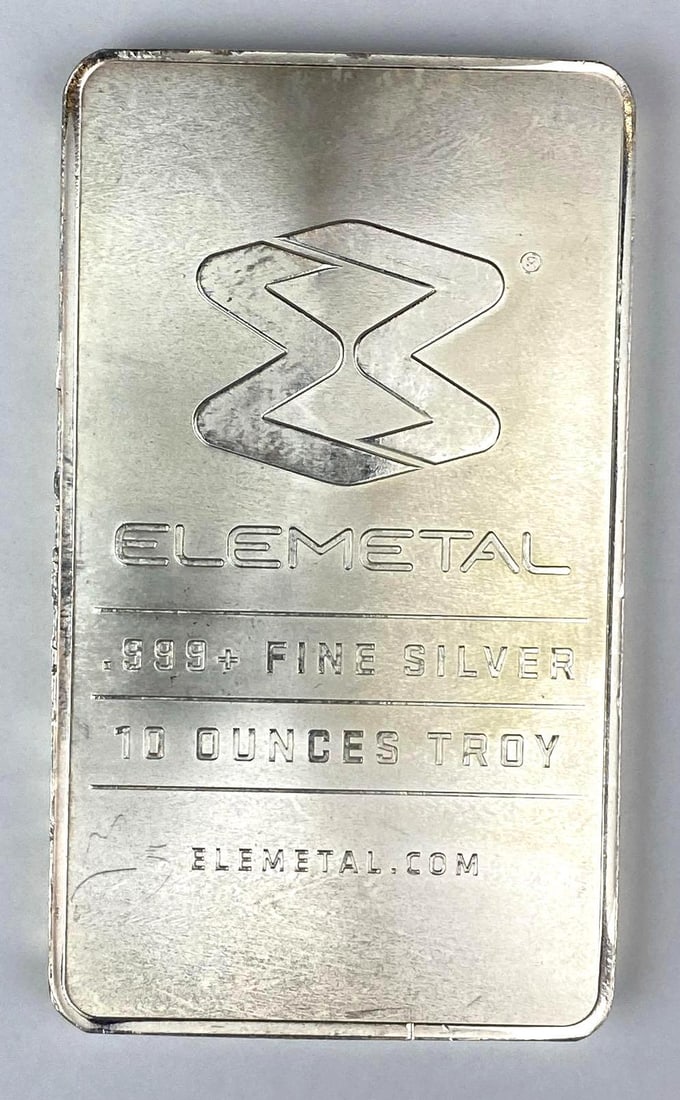 ®
ELEMETAL
.999+ FINE SILVER
10 OUNCES TROY
ELEMETAL.COM